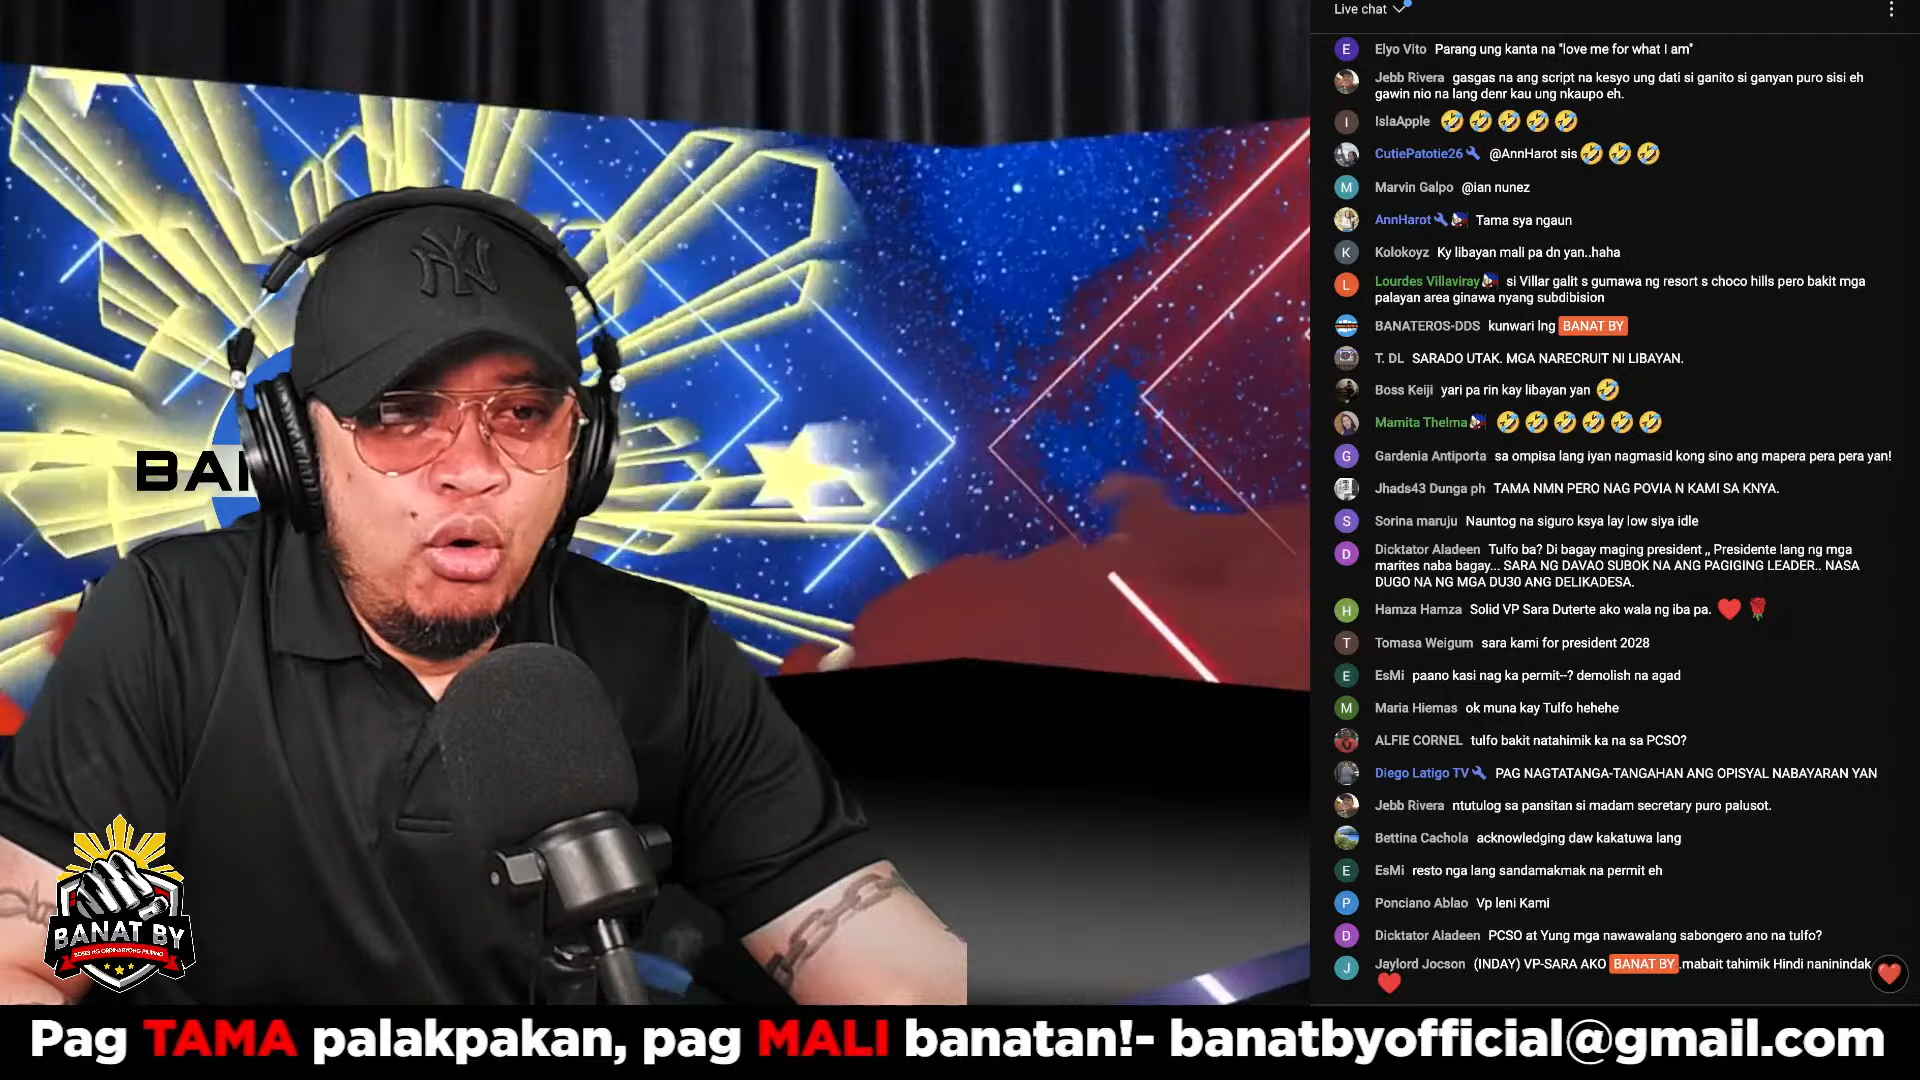 Live chat
Elyo Vito Parang ung kanta na "love me for what I am"
Jebb Rivera gasgas na ang script na kesyo ung dati si ganito si ganyan puro sisi eh
gawin nio na lang denr kau ung nkaupo eh.
I IslaApple
CutiePatotie26 @AnnHarot sis
M Marvin Galpo @ian nunez
AnnHarot Tama sya ngaun
K Kolokoyz Ky libayan mali pa dn yan..haha
L Lourdes Villaviray si Villar galit s gumawa ng resort s choco hills pero bakit mga
palayan area ginawa nyang subdibision
BANATEROS-DDS kunwari lng BANAT BY
T. DL SARADO UTAK. MGA NARECRUIT NI LIBAYAN.
Boss Keiji yari pa rin kay libayan yan
Mamita Thelma
G Gardenia Antiporta sa ompisa lang iyan nagmasid kong sino ang mapera pera pera yan!
Jhads43 Dunga ph TAMA NMN PERO NAG POVIA N KAMI SA KNYA.
S Sorina maruju Nauntog na siguro ksya lay low siya idle
D Dicktator Aladeen Tulfo ba? Di bagay maging president ,, Presidente lang ng mga
marites naba bagay... SARA NG DAVAO SUBOK NA ANG PAGIGING LEADER.. NASA
DUGO NA NG MGA DU30 ANG DELIKADESA.
H Hamza Hamza Solid VP Sara Duterte ako wala ng iba pa.
T Tomasa Weigum sara kami for president 2028
E EsMi paano kasi nag ka permit--? demolish na agad
M Maria Hiemas ok muna kay Tulfo hehehe
ALFIE CORNEL tulfo bakit natahimik ka na sa PCSO?
Diego Latigo TV PAG NAGTATANGA-TANGAHAN ANG OPISYAL NABAYARAN YAN
Jebb Rivera ntutulog sa pansitan si madam secretary puro palusot.
Bettina Cachola acknowledging daw kakatuwa lang
E EsMi resto nga lang sandamakmak na permit eh
P Ponciano Ablao Vp leni Kami
D Dicktator Aladeen PCSO at Yung mga nawawalang sabongero ano na tulfo?
J Jaylord Jocson (INDAY) VP-SARA AKO BANAT BY .mabait tahimik Hindi naninindak
NY
BAN
BANAT BY
BOSES NG ORDINARYONG PILIPINO
Pag TAMA palakpakan, pag MALI banatan!- banatbyofficial@gmail.com